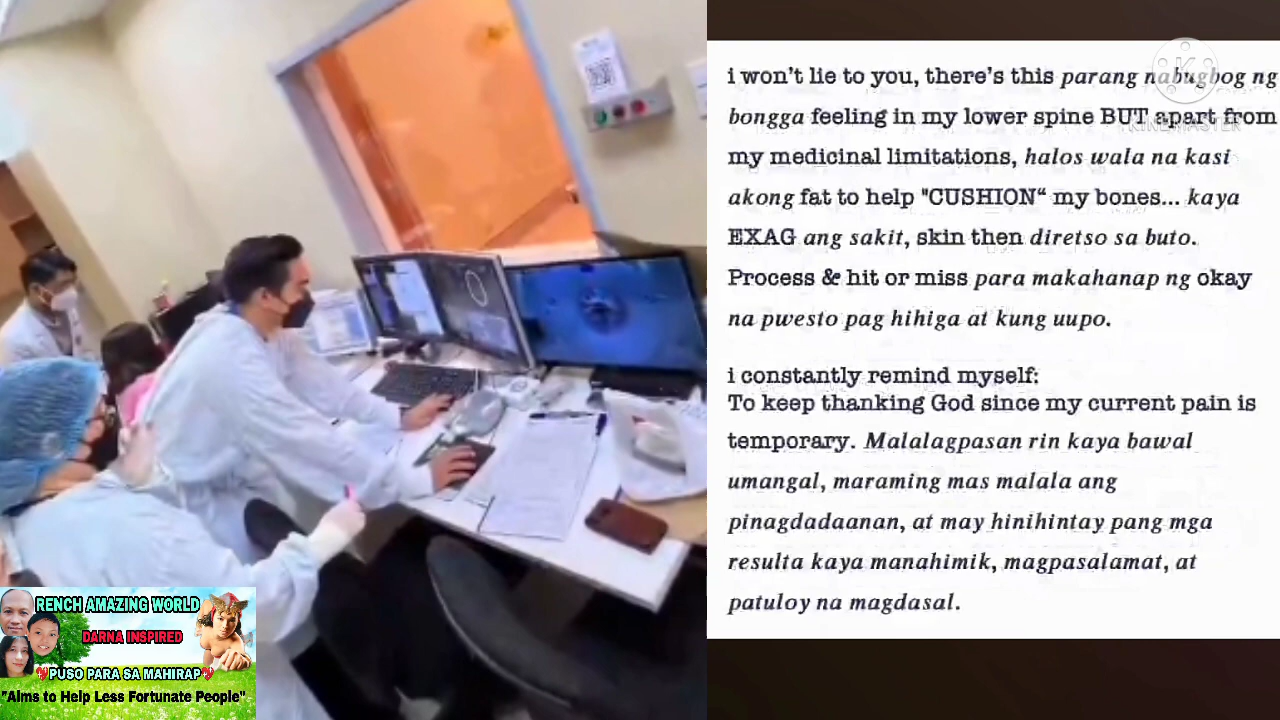 i won't lie to you, there's this parang nabugbog ng
bongga feeling in my lower spine BUT apart from
my medicinal limitations, halos wala na kasi
akong fat to help "CUSHION“ my bones... kaya
EXAG ang sakit, skin then diretso sa buto.
Process & hit or miss para makahanap ng okay
na pwesto pag hihiga at kung uupo.
i constantly remind myself:
To keep thanking God since my current pain is
temporary. Malalagpasan rin kaya bawal
umangal, maraming mas malala ang
pinagdadaanan, at may hinihintay pang mga
resulta kaya manahimik, magpasalamat, at
patuloy na magdasal.
KINEMASTER
RENCH AMAZING WORLD
DARNA INSPIRED
PUSO PARA SA MAHIRAP
"Aims to Help Less Fortunate People"